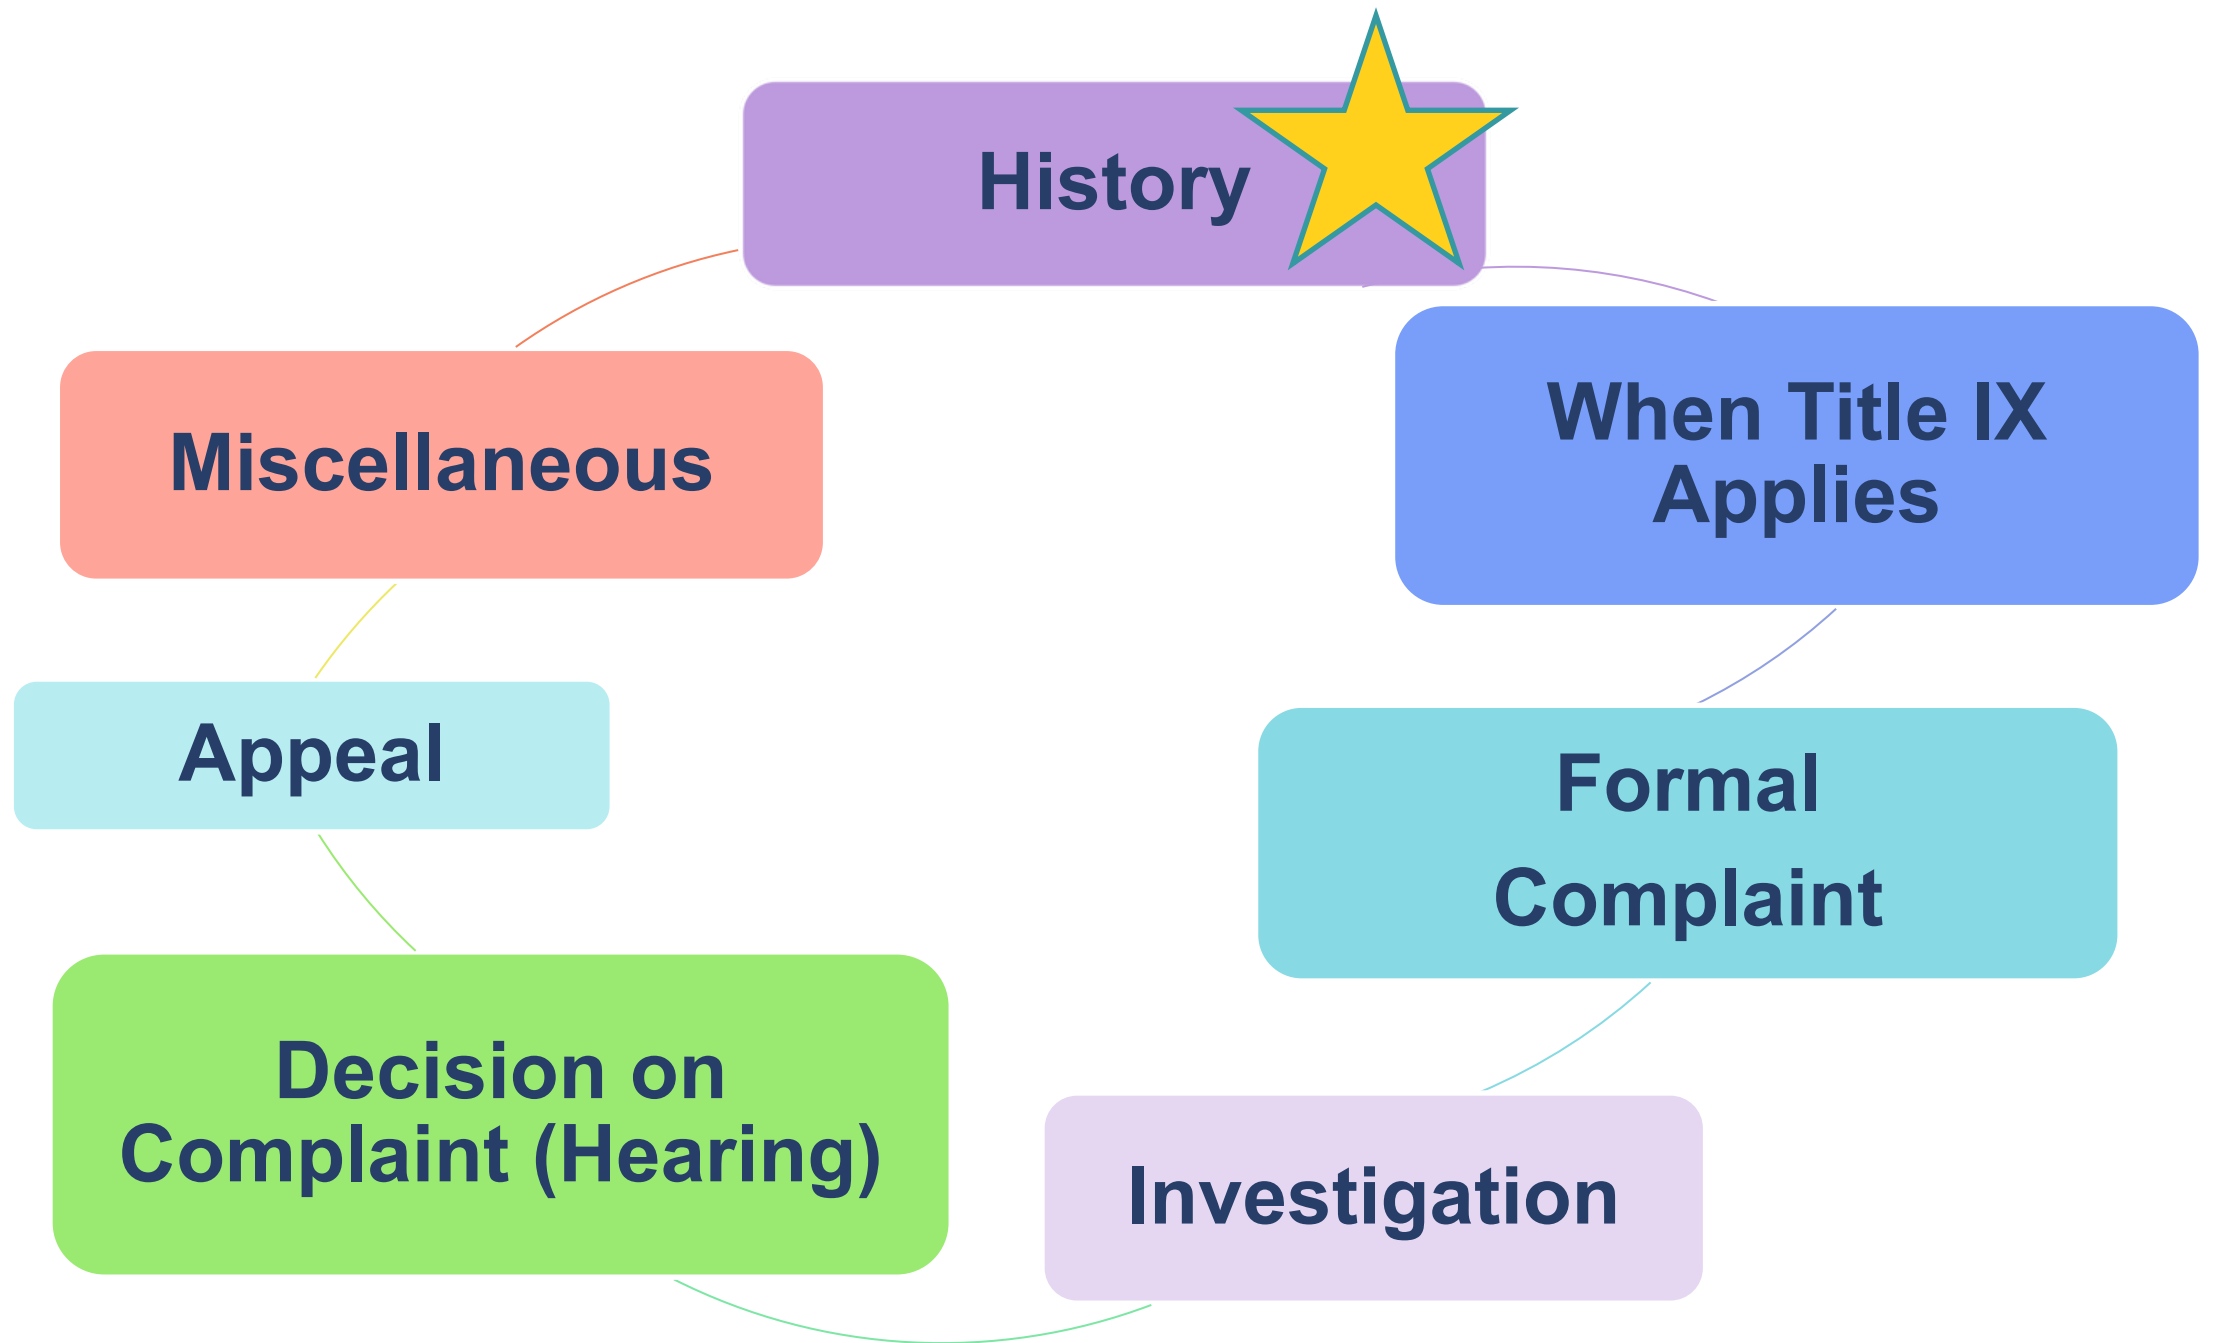 History
When Title IX
Applies
Formal
Complaint
Investigation
Decision on
Complaint (Hearing)
Appeal
Miscellaneous